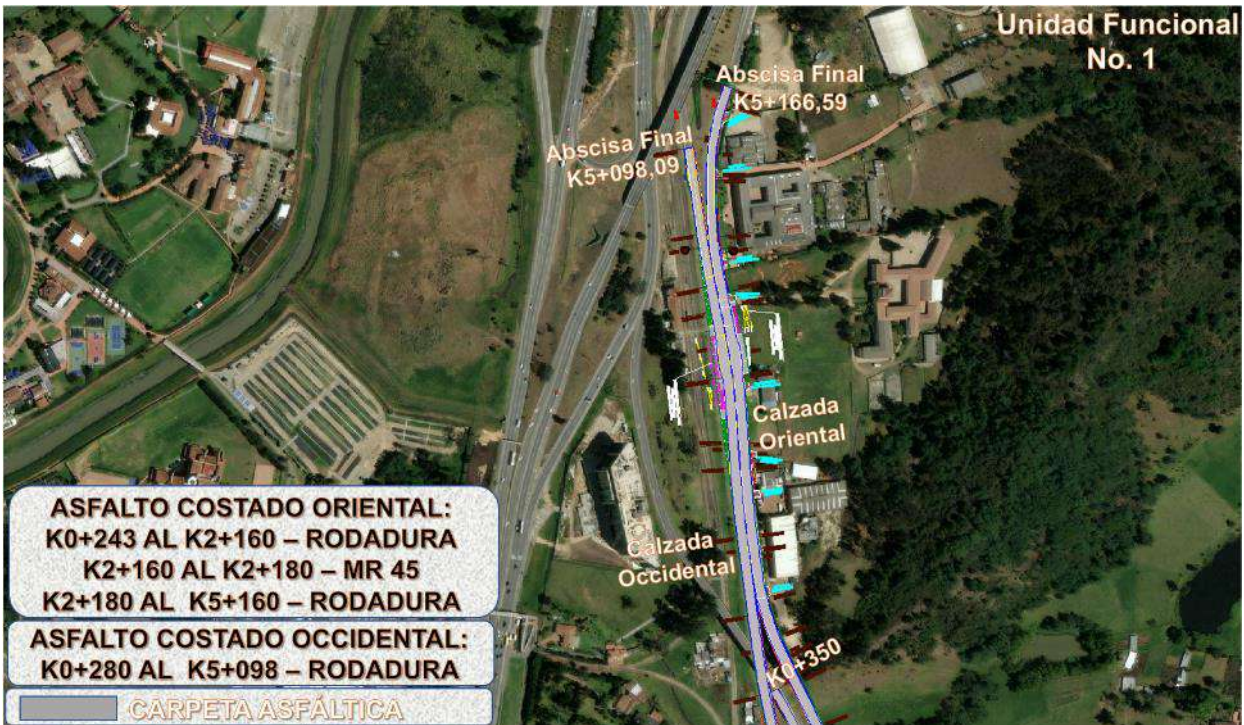 Unidad Funcional
No. 1
Abscisa Final
K5+166,59
Abscisa Final
K5+098,09
Calzada
Oriental
Calzada
Occidental
K0+350
ASFALTO COSTADO ORIENTAL:
K0+243 AL K2+160 – RODADURA
K2+160 AL K2+180 – MR 45
K2+180 AL K5+160 – RODADURA
ASFALTO COSTADO OCCIDENTAL:
K0+280 AL K5+098 – RODADURA
CARPETA ASFÁLTICA